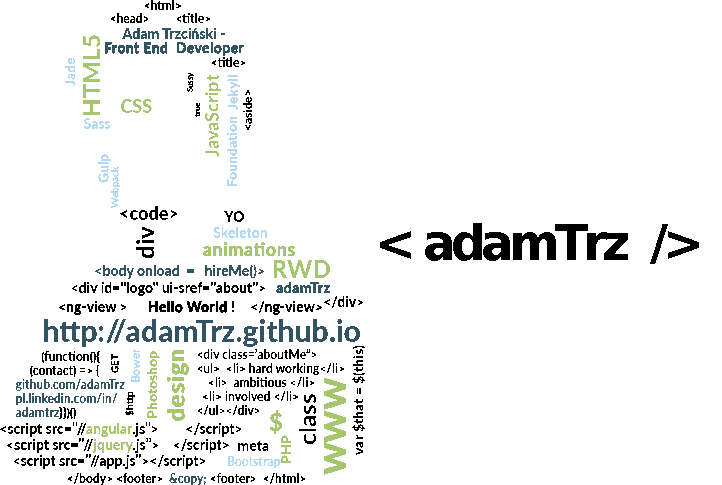 <html>
<head> <title>
Adam Trzciński -
Front End Developer
<title>
Jade
HTML5
CSS
Sass
Sussy
true
JavaScript
Jekyll
Foundation
<aside>
Gulp
Webpack
<code>
YO
div
Skeleton
animations
<body onload = hireMe()>
RWD
<div id="logo" ui-sref="about">
adamTrz
<ng-view >
Hello World !
</ng-view>
</div>
http://adamTrz.github.io
< adamTrz />
(function(){
(contact) => {
github.com/adamTrz
pl.linkedin.com/in/
adamtrz}})()
GET
$http
Bower
Photoshop
design
<div class='aboutMe">
<ul> <li> hard working</li>
<li> ambitious </li>
<li> involved </li>
</ul></div>
$
PHP
class
www
var $that = $(this)
<script src="//angular.js"> </script>
<script src="//jquery.js"> </script> meta
<script src="//app.js"></script> Bootstrap
</body> <footer> &copy; <footer> </html>